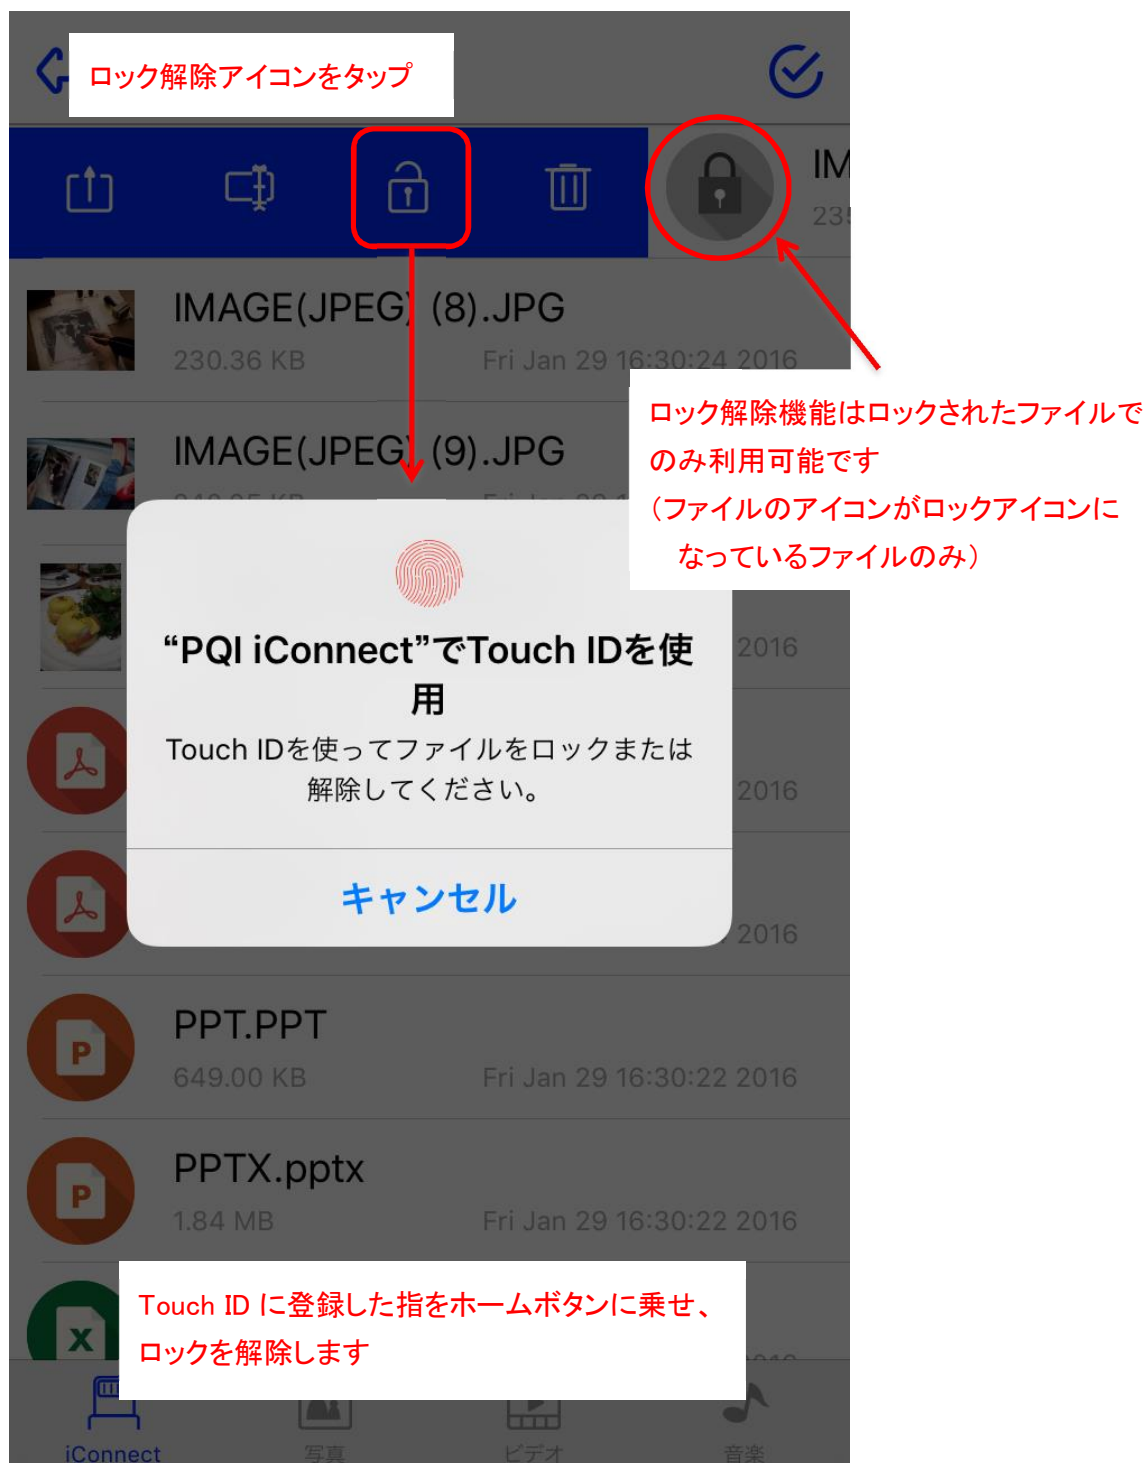 ロック解除アイコンをタップ
IM
235
IMAGE(JPEG) (8).JPG
230.36 KB Fri Jan 29 16:30:24 2016
ロック解除機能はロックされたファイルで
のみ利用可能です
（ファイルのアイコンがロックアイコンに
なっているファイルのみ）
IMAGE(JPEG) (9).JPG
“PQI iConnect”でTouch IDを使
用
Touch IDを使ってファイルをロックまたは
解除してください。
キャンセル
2016
2016
2016
PPT.PPT
649.00 KB Fri Jan 29 16:30:22 2016
PPTX.pptx
1.84 MB Fri Jan 29 16:30:22 2016
Touch ID に登録した指をホームボタンに乗せ、
ロックを解除します
iConnect 写真 ビデオ 音楽